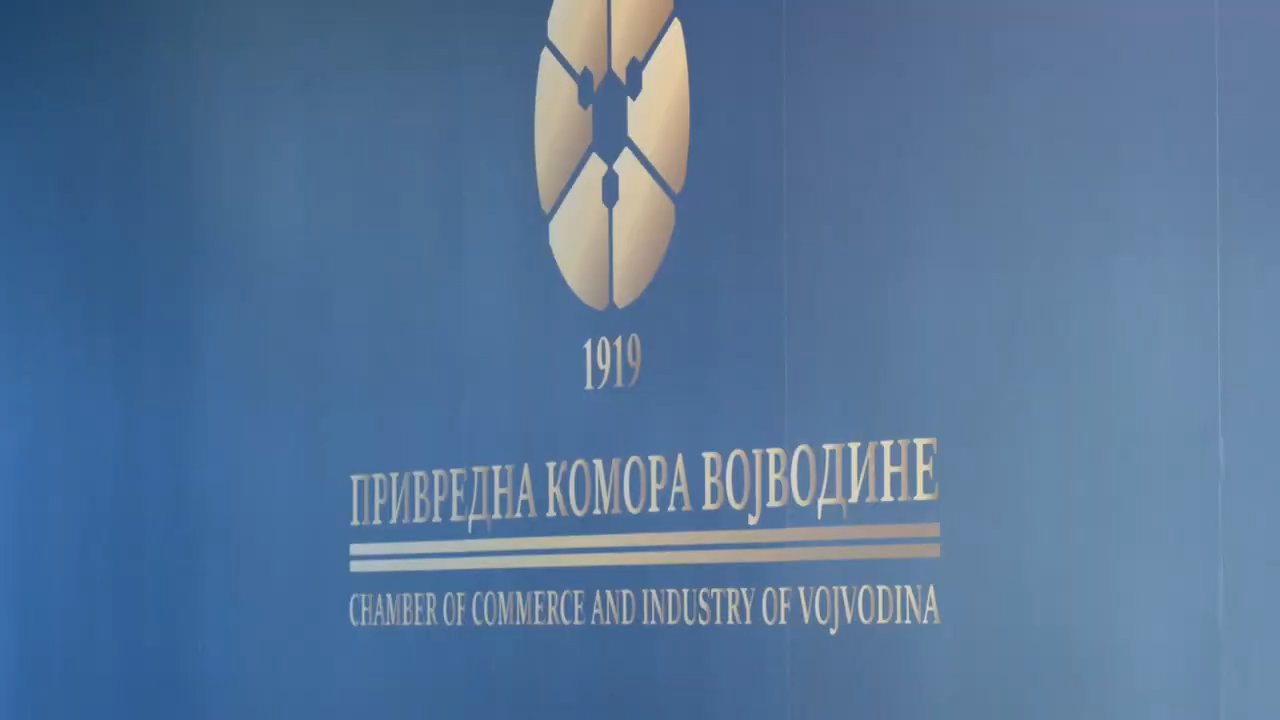 1919
ПРИВРЕДНА КОМОРА ВОЈВОДИНЕ
CHAMBER OF COMMERCE AND INDUSTRY OF VOJVODINA